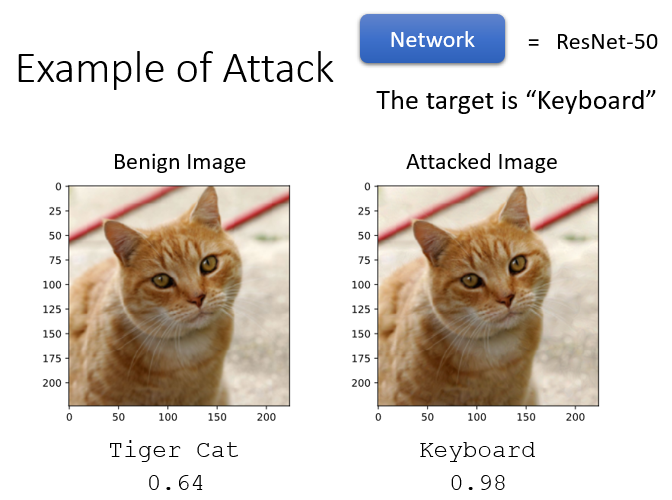 Network = ResNet-50
Example of Attack
The target is “Keyboard”
Benign Image
Attacked Image
0
25
50
75
100
125
150
175
200
0 50 100 150 200
0
25
50
75
100
125
150
175
200
0 50 100 150 200
Tiger Cat
0.64
Keyboard
0.98